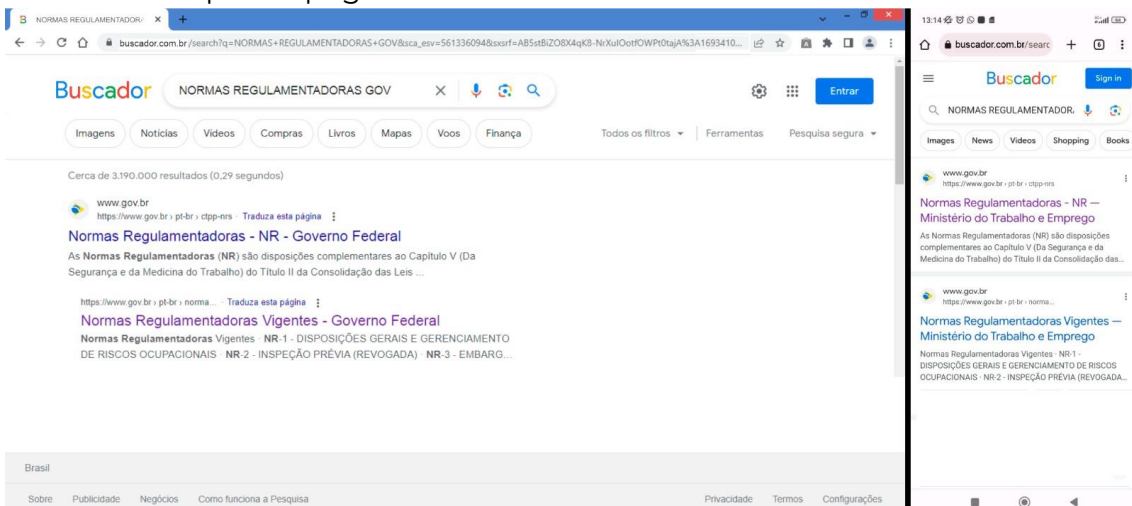 NORMAS REGULAMENTADOR
buscador.com.br/search?q=NORMAS+REGULAMENTADORAS+GOV&sca_esv=561336094&sxsrf=AB5stBiZO8X4qK8-NrXuIOotfOWPt0tajA%3A1693410...
Buscador
NORMAS REGULAMENTADORAS GOV
Entrar
Imagens
Notícias
Vídeos
Compras
Livros
Mapas
Voos
Finança
Todos os filtros
Ferramentas
Pesquisa segura
Cerca de 3.190.000 resultados (0,29 segundos)
www.gov.br
https://www.gov.br › pt-br › ctpp-nrs · Traduza esta página
Normas Regulamentadoras - NR - Governo Federal
As Normas Regulamentadoras (NR) são disposições complementares ao Capítulo V (Da
Segurança e da Medicina do Trabalho) do Título II da Consolidação das Leis ...
https://www.gov.br › pt-br › norma... · Traduza esta página
Normas Regulamentadoras Vigentes - Governo Federal
Normas Regulamentadoras Vigentes · NR-1 - DISPOSIÇÕES GERAIS E GERENCIAMENTO
DE RISCOS OCUPACIONAIS · NR-2 - INSPEÇÃO PRÉVIA (REVOGADA) · NR-3 - EMBARG...
Brasil
Sobre
Publicidade
Negócios
Como funciona a Pesquisa
Privacidade
Termos
Configurações
13:14
buscador.com.br/searc
6
Buscador
Sign in
NORMAS REGULAMENTADOR
Images
News
Videos
Shopping
Books
www.gov.br
https://www.gov.br › pt-br › ctpp-nrs
Normas Regulamentadoras - NR —
Ministério do Trabalho e Emprego
As Normas Regulamentadoras (NR) são disposições
complementares ao Capítulo V (Da Segurança e da
Medicina do Trabalho) do Título II da Consolidação das...
www.gov.br
https://www.gov.br › pt-br › norma...
Normas Regulamentadoras Vigentes —
Ministério do Trabalho e Emprego
Normas Regulamentadoras Vigentes · NR-1 -
DISPOSIÇÕES GERAIS E GERENCIAMENTO DE RISCOS
OCUPACIONAIS · NR-2 - INSPEÇÃO PRÉVIA (REVOGADA...